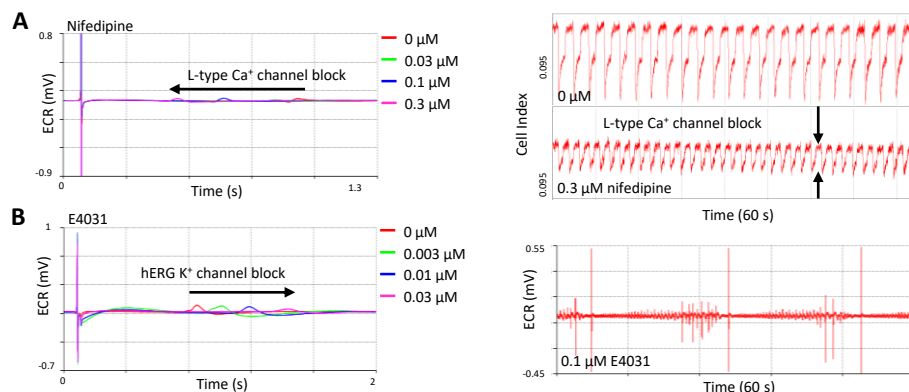 A
Nifedipine
0.8
ECR (mV)
-0.9
0
1.3
Time (s)
L-type Ca⁺ channel block
0 µM
0.03 µM
0.1 µM
0.3 µM
Cell Index
0.095
0 µM
L-type Ca⁺ channel block
0.095
0.3 µM nifedipine
Time (60 s)
B
E4031
1
ECR (mV)
-0.7
0
2
Time (s)
hERG K⁺ channel block
0 µM
0.003 µM
0.01 µM
0.03 µM
0.55
ECR (mV)
-0.45
0.1 µM E4031
Time (60 s)